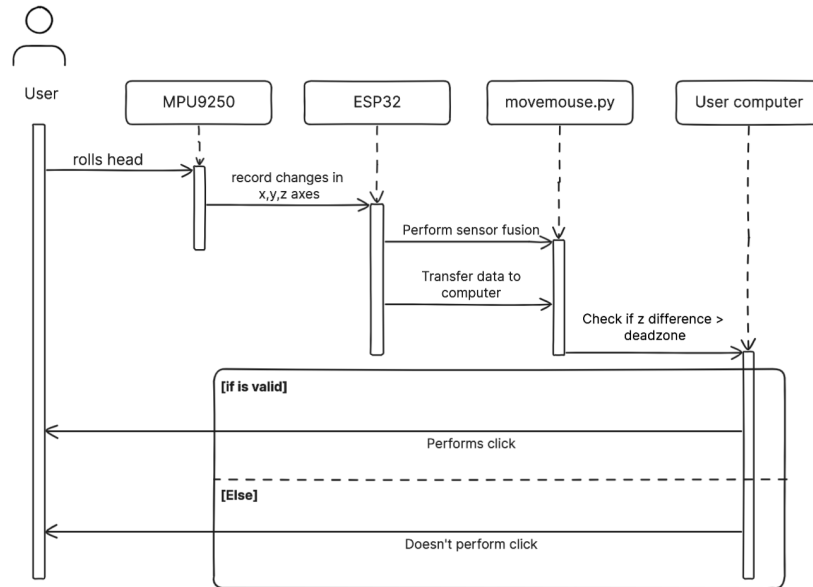 User
MPU9250
ESP32
movemouse.py
User computer
rolls head
record changes in
x,y,z axes
Perform sensor fusion
Transfer data to
computer
Check if z difference >
deadzone
[if is valid]
Performs click
[Else]
Doesn't perform click